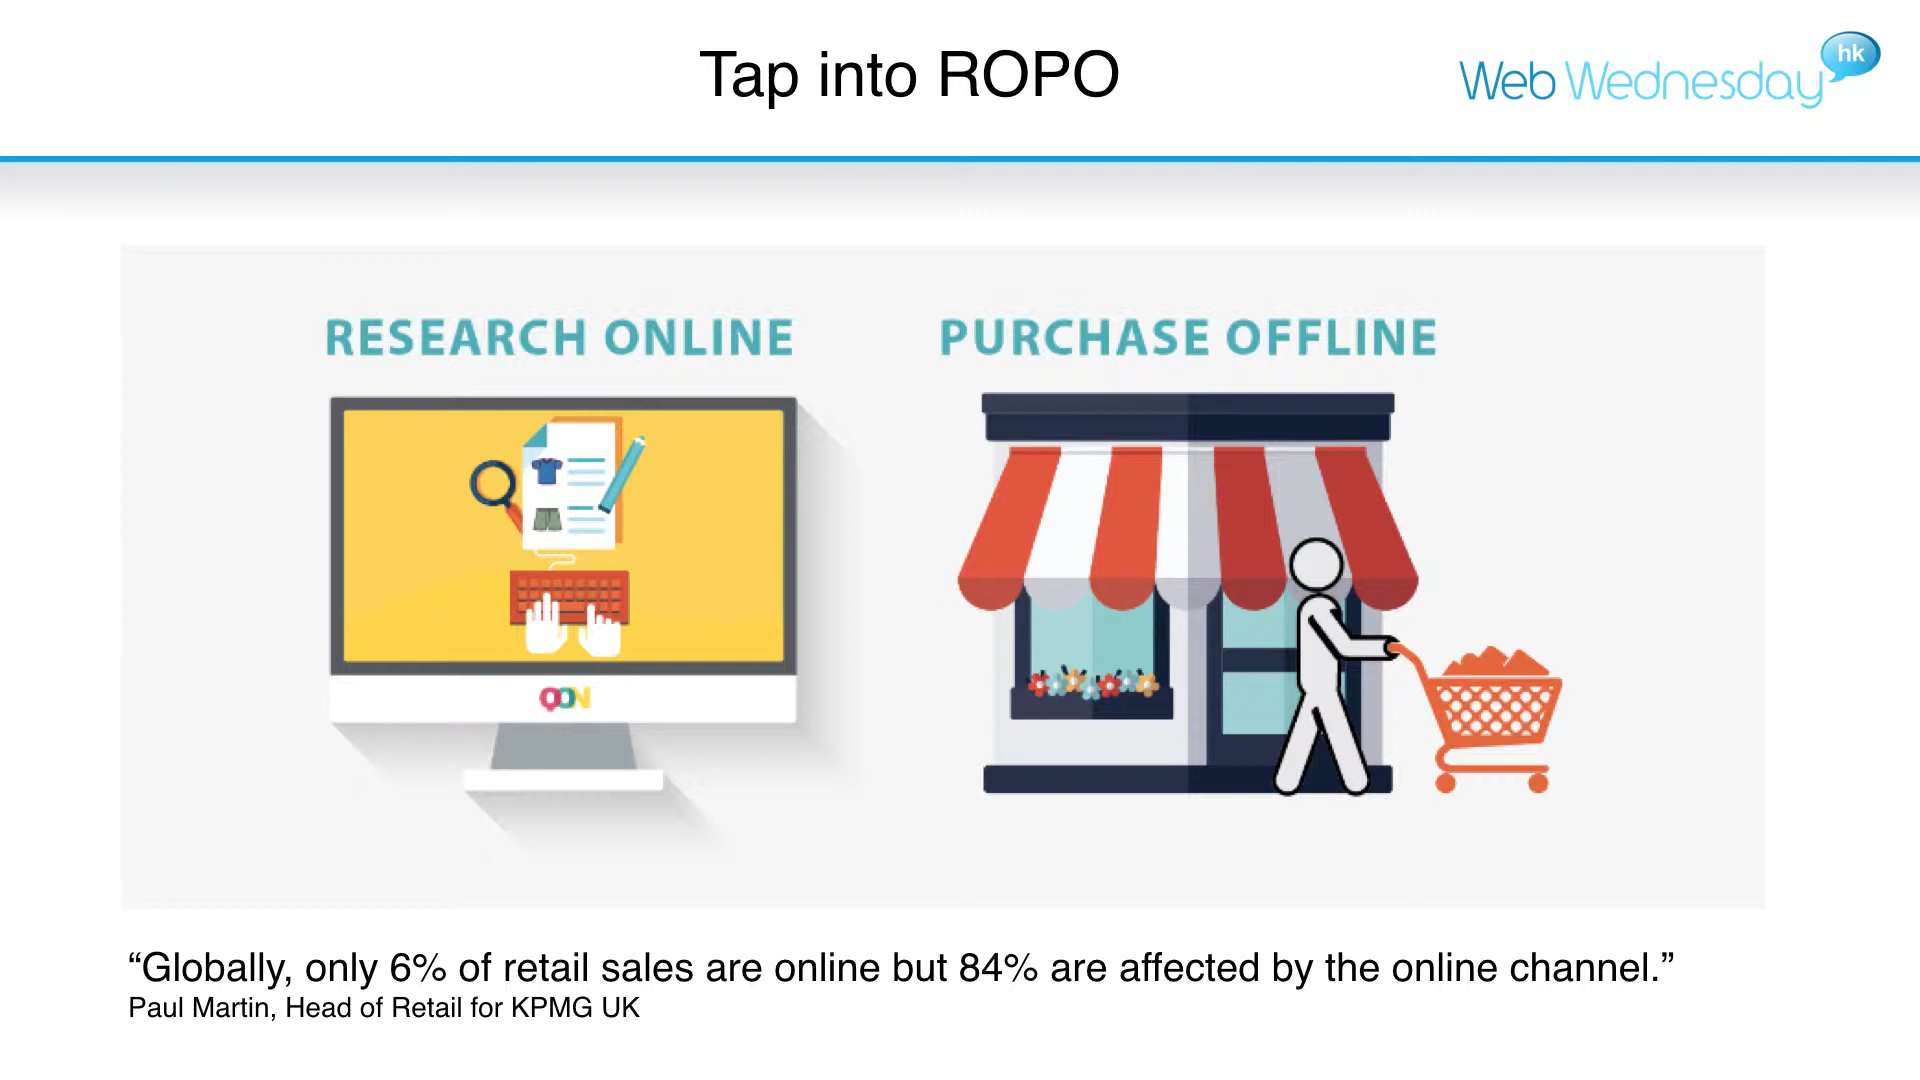 Tap into ROPO
Web Wednesday hk
RESEARCH ONLINE
PURCHASE OFFLINE
QON
“Globally, only 6% of retail sales are online but 84% are affected by the online channel.”
Paul Martin, Head of Retail for KPMG UK